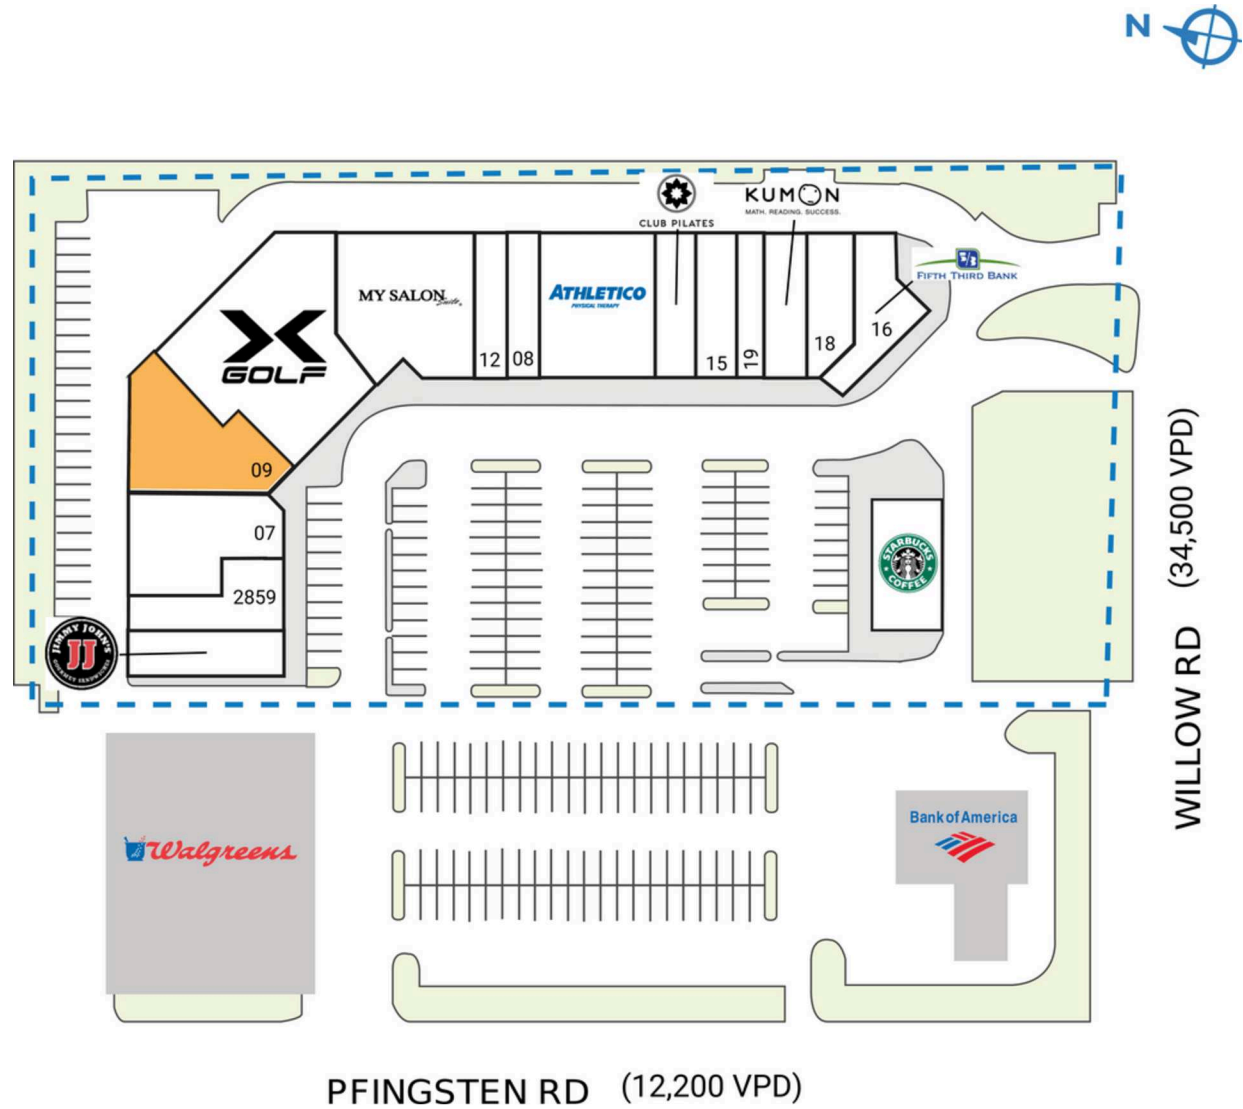 N
CLUB PILATES
KUMON
MATH. READING. SUCCESS.
FIFTH THIRD BANK
X GOLF
MY SALON Suite
ATHLETICO
PHYSICAL THERAPY
12
08
15
19
18
16
09
07
2859
JIMMY JOHN'S
JJ
GOURMET SANDWICHES
STARBUCKS
COFFEE
WILLOW RD (34,500 VPD)
Walgreens
Bank of America
PFINGSTEN RD (12,200 VPD)